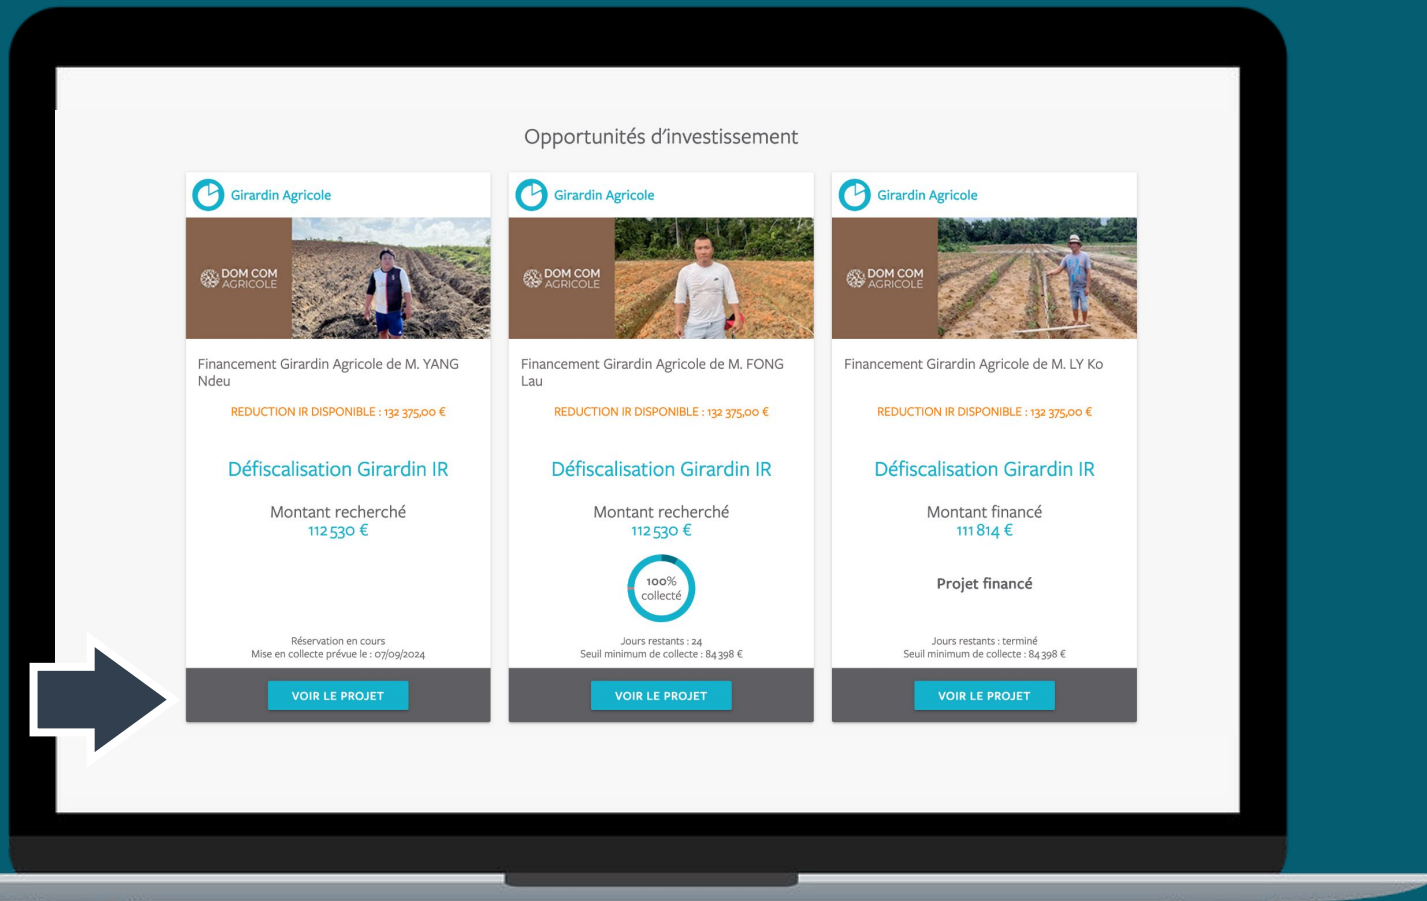 Opportunités d'investissement
Girardin Agricole
DOM COM
AGRICOLE
Financement Girardin Agricole de M. YANG
Ndeu
REDUCTION IR DISPONIBLE : 132 375,00 €
Défiscalisation Girardin IR
Montant recherché
112 530 €
Réservation en cours
Mise en collecte prévue le : 07/09/2024
VOIR LE PROJET
Girardin Agricole
DOM COM
AGRICOLE
Financement Girardin Agricole de M. FONG
Lau
REDUCTION IR DISPONIBLE : 132 375,00 €
Défiscalisation Girardin IR
Montant recherché
112 530 €
100%
collecté
Jours restants : 24
Seuil minimum de collecte : 84 398 €
VOIR LE PROJET
Girardin Agricole
DOM COM
AGRICOLE
Financement Girardin Agricole de M. LY Ko
REDUCTION IR DISPONIBLE : 132 375,00 €
Défiscalisation Girardin IR
Montant financé
111 814 €
Projet financé
Jours restants : terminé
Seuil minimum de collecte : 84 398 €
VOIR LE PROJET